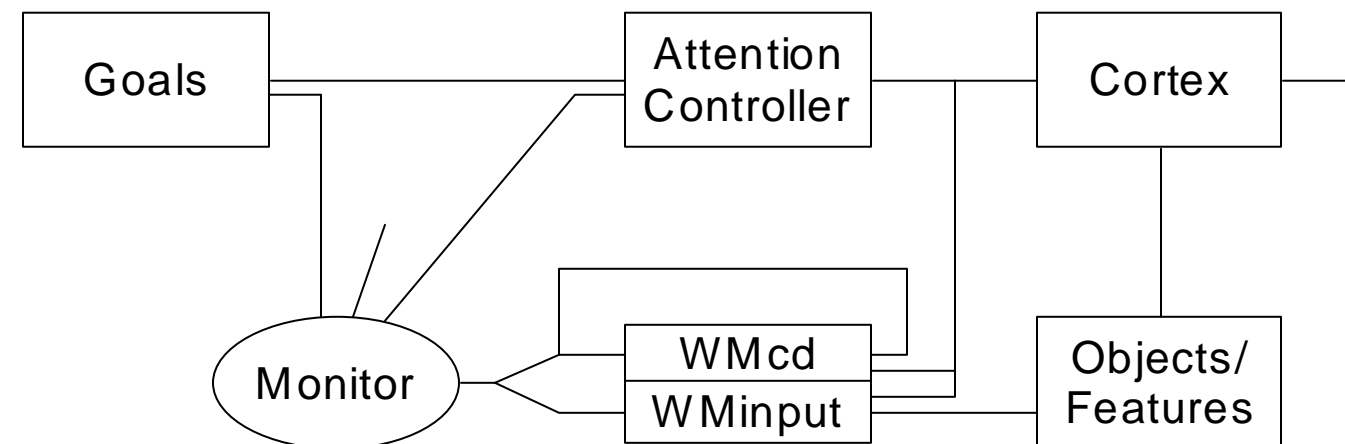 Goals
Attention
Controller
Cortex
Monitor
WMcd
WMinput
Objects/
Features